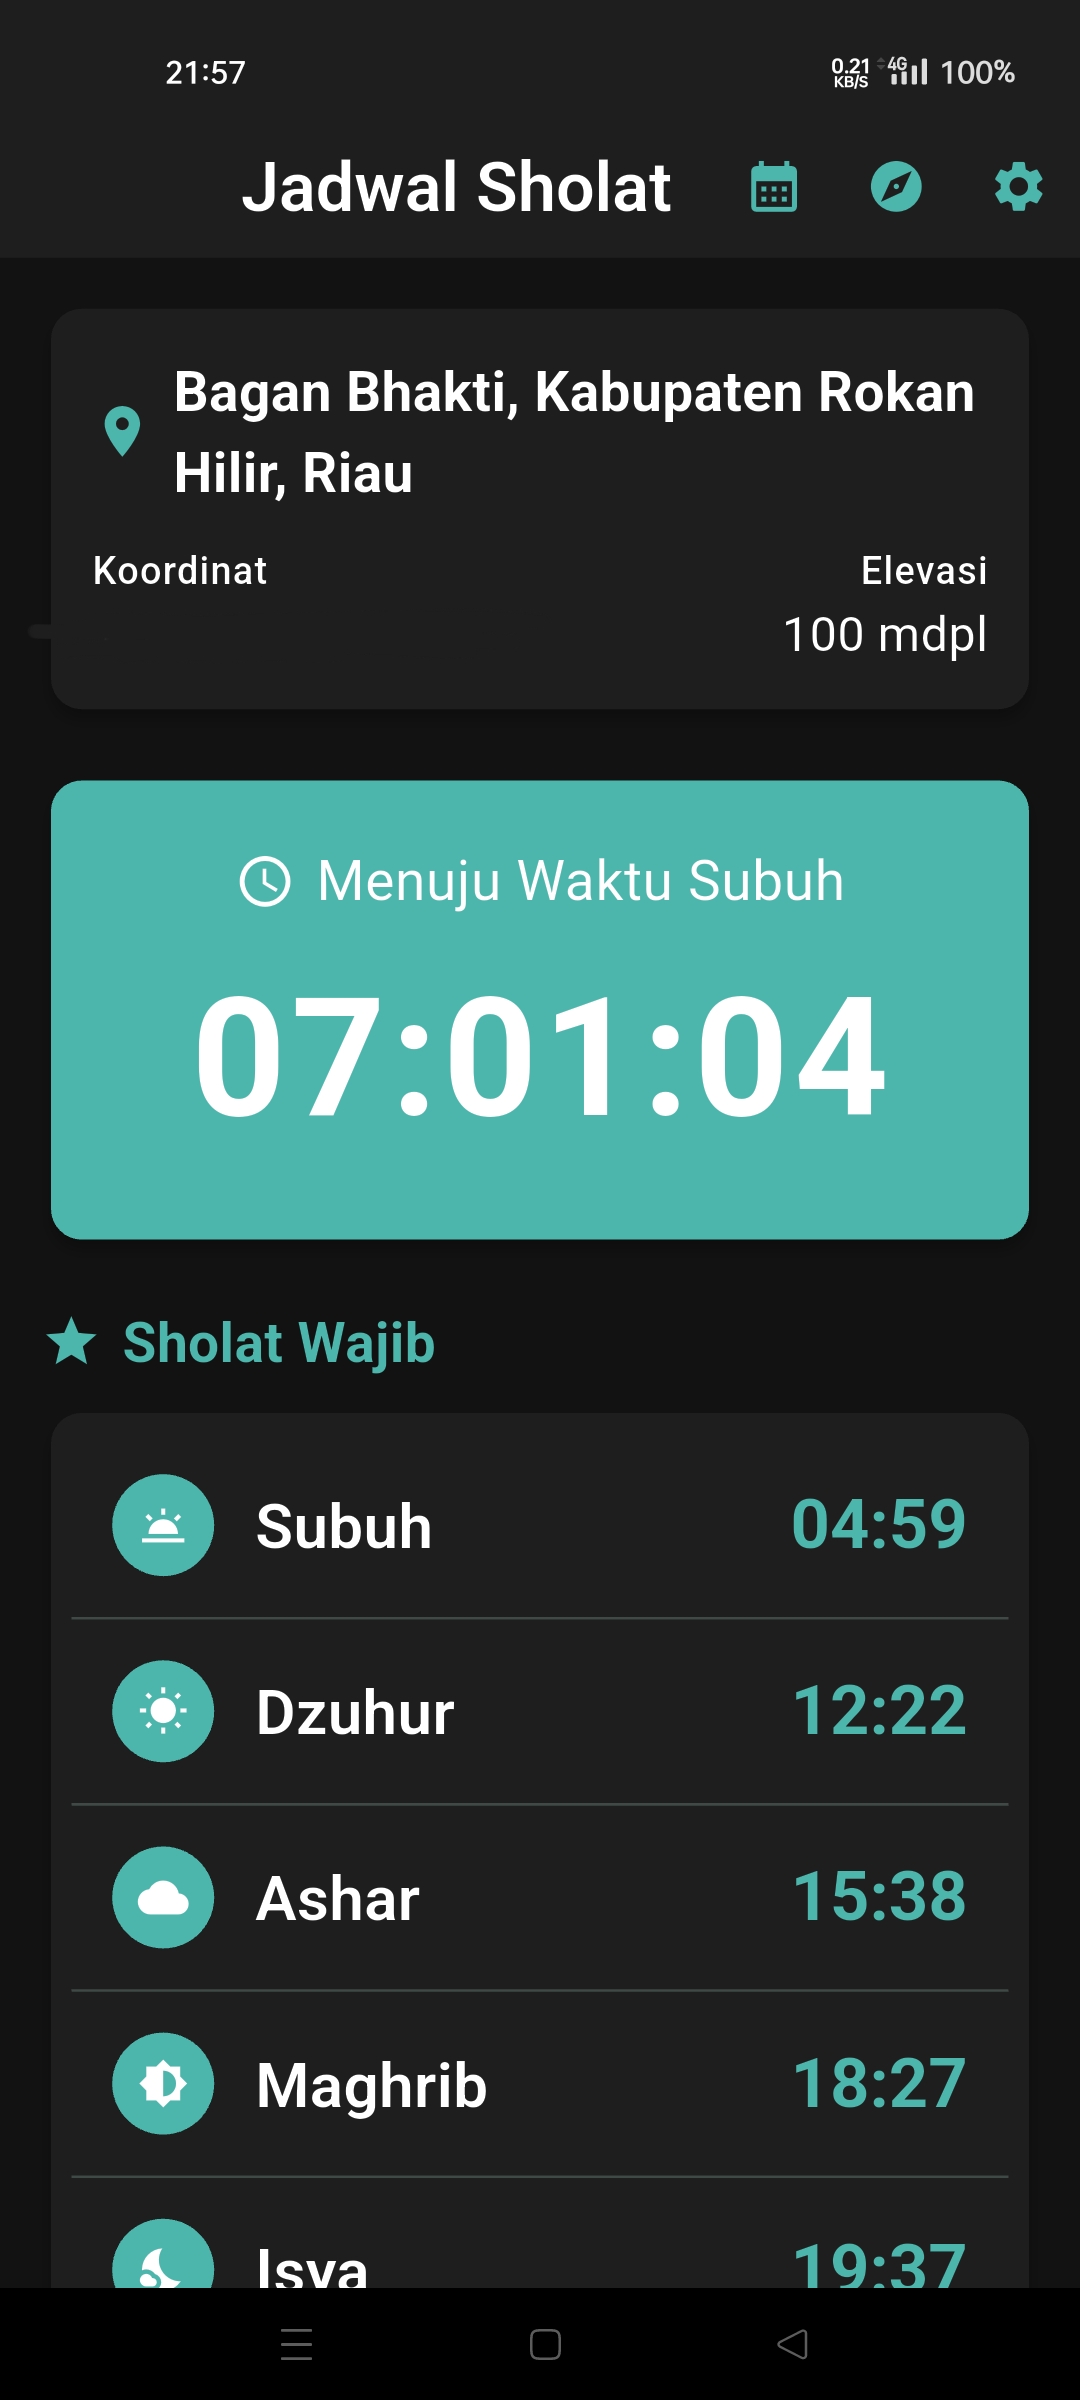 21:57
0.21 KB/S 4G 100%
Jadwal Sholat
Bagan Bhakti, Kabupaten Rokan
Hilir, Riau
Koordinat
Elevasi
100 mdpl
Menuju Waktu Subuh
07:01:04
Sholat Wajib
Subuh 04:59
Dzuhur 12:22
Ashar 15:38
Maghrib 18:27
Isya 19:37